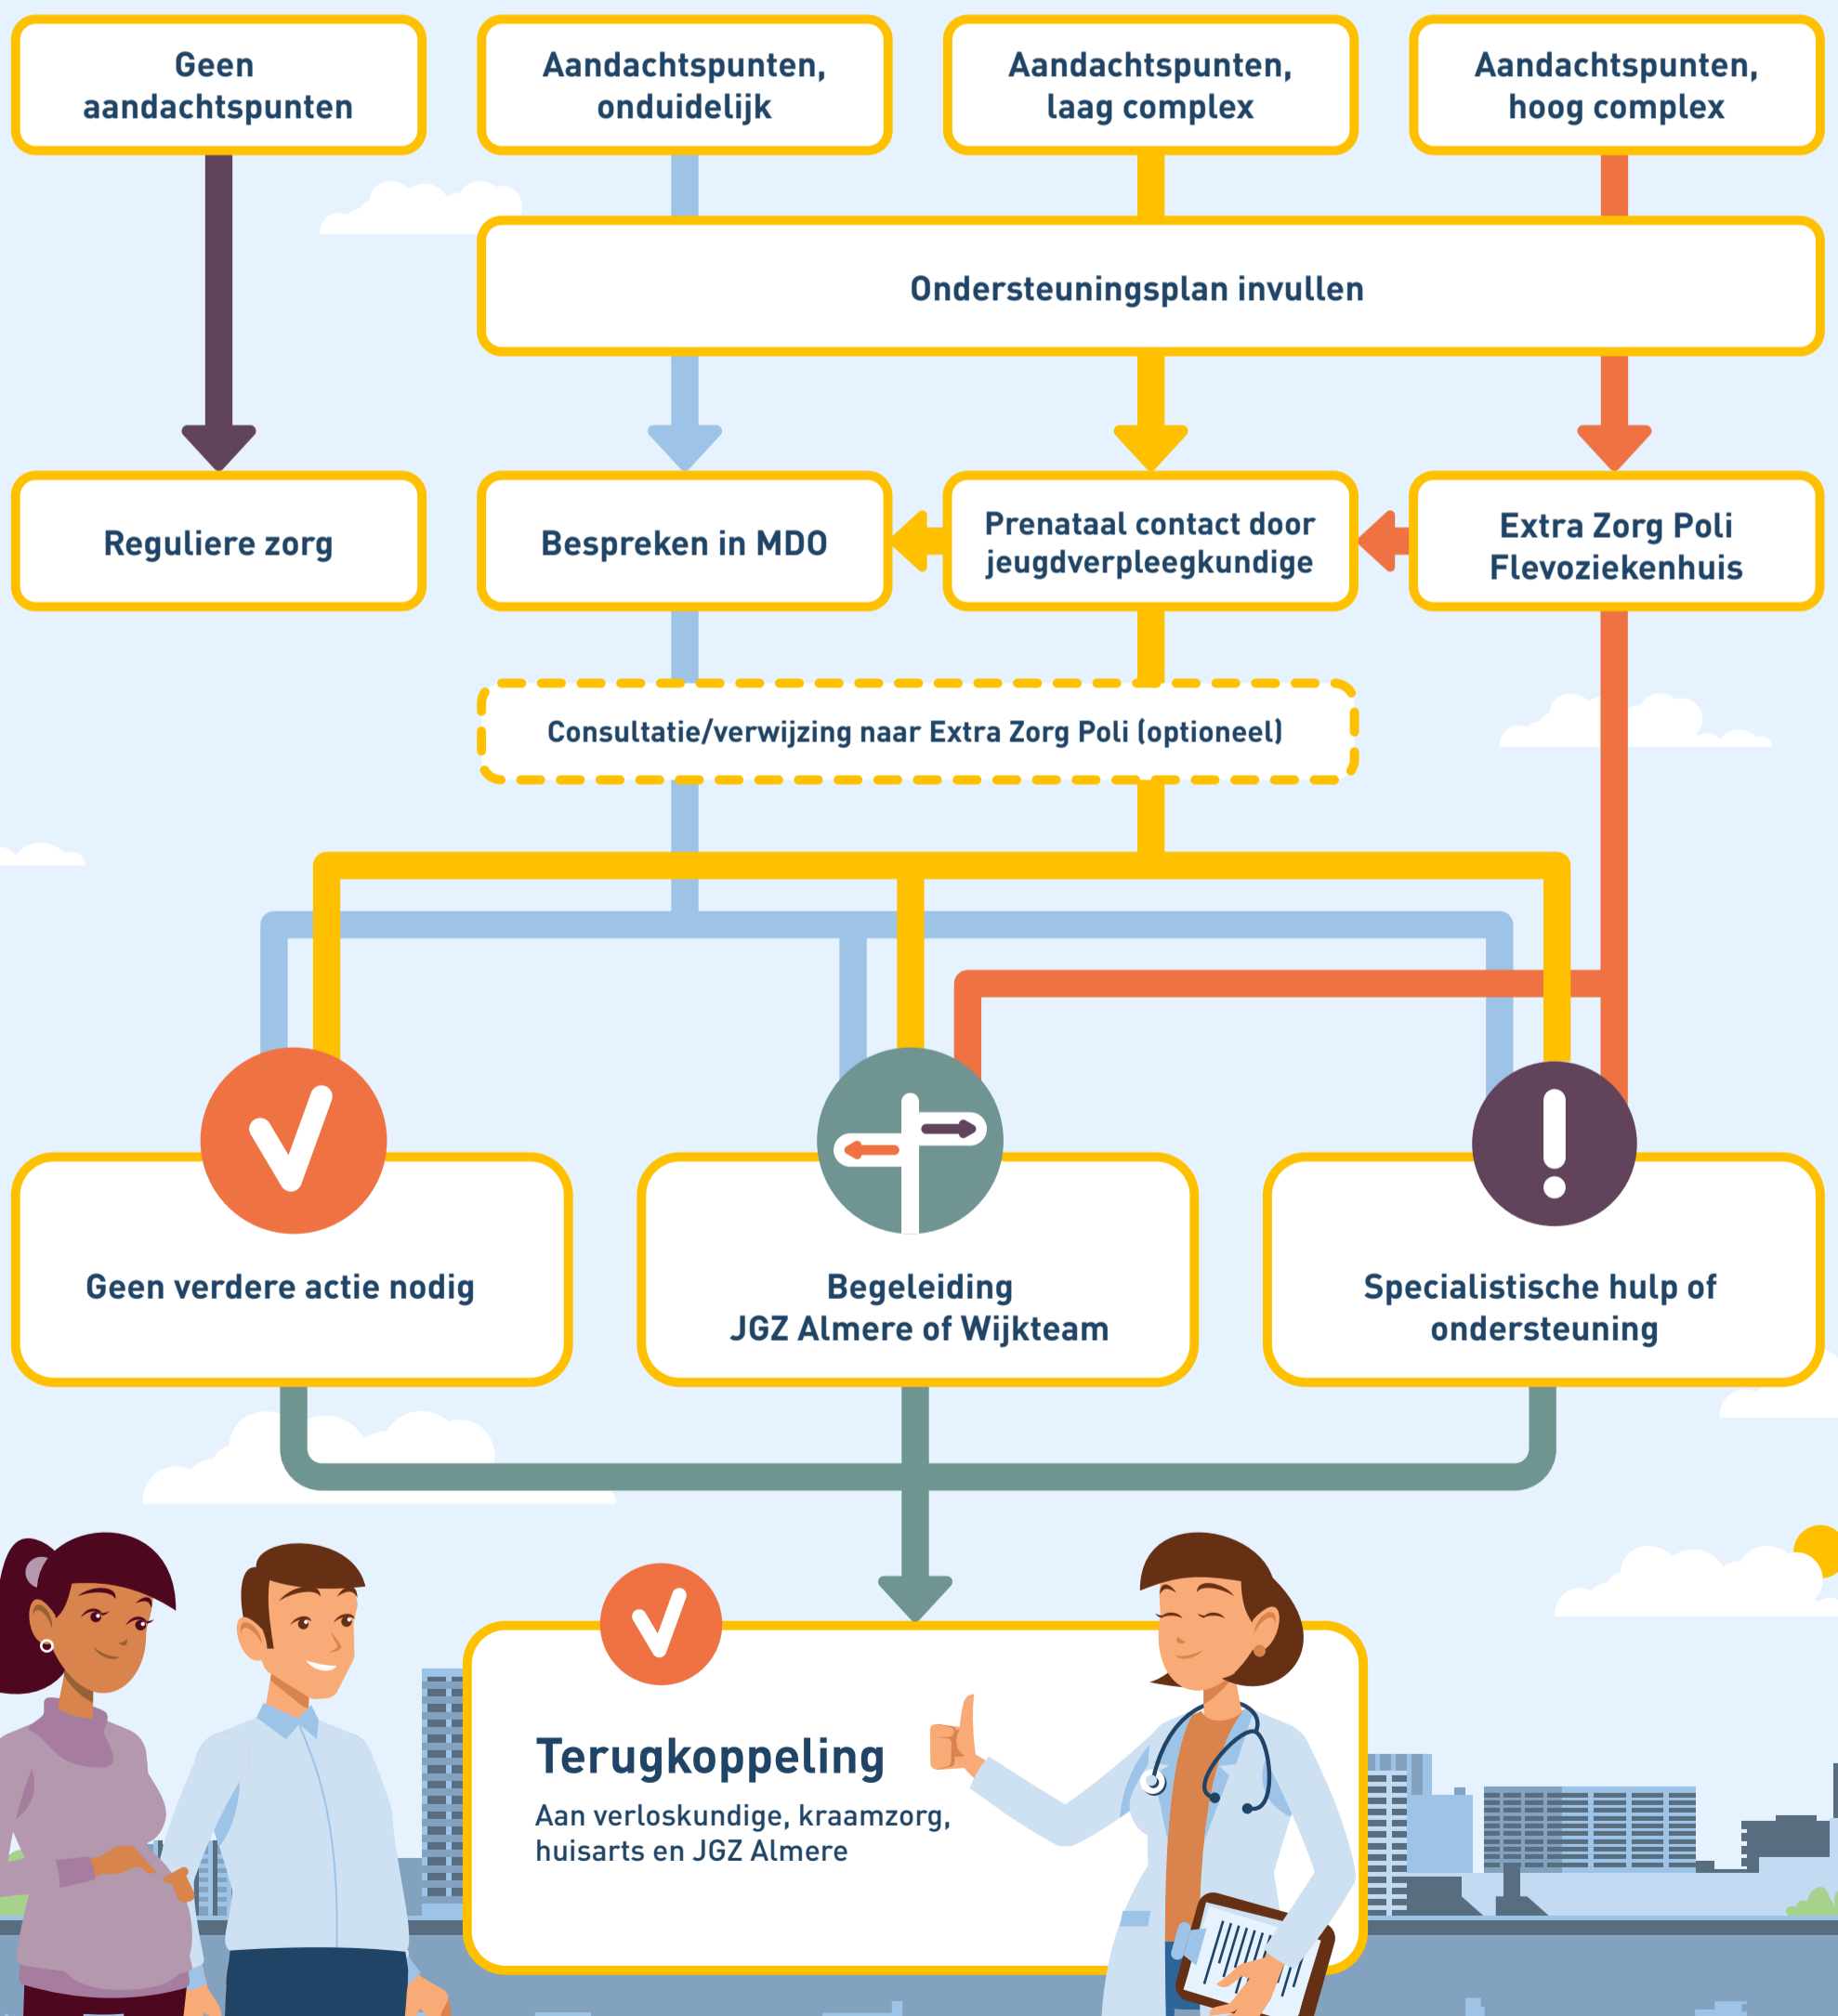 Geen
aandachtspunten
Aandachtspunten,
onduidelijk
Aandachtspunten,
laag complex
Aandachtspunten,
hoog complex
Ondersteuningsplan invullen
Reguliere zorg
Bespreken in MDO
Prenataal contact door
jeugdverpleegkundige
Extra Zorg Poli
Flevoziekenhuis
Consultatie/verwijzing naar Extra Zorg Poli (optioneel)
Geen verdere actie nodig
Begeleiding
JGZ Almere of Wijkteam
Specialistische hulp of
ondersteuning
Terugkoppeling
Aan verloskundige, kraamzorg,
huisarts en JGZ Almere